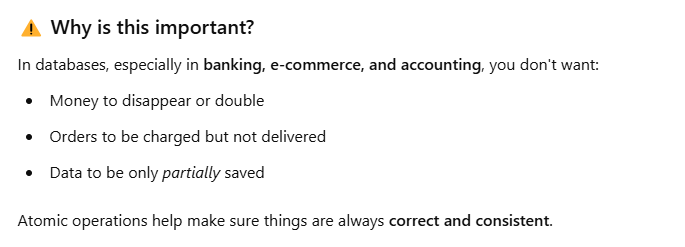 ⚠️ Why is this important?
In databases, especially in banking, e-commerce, and accounting, you don't want:
• Money to disappear or double
• Orders to be charged but not delivered
• Data to be only partially saved
Atomic operations help make sure things are always correct and consistent.